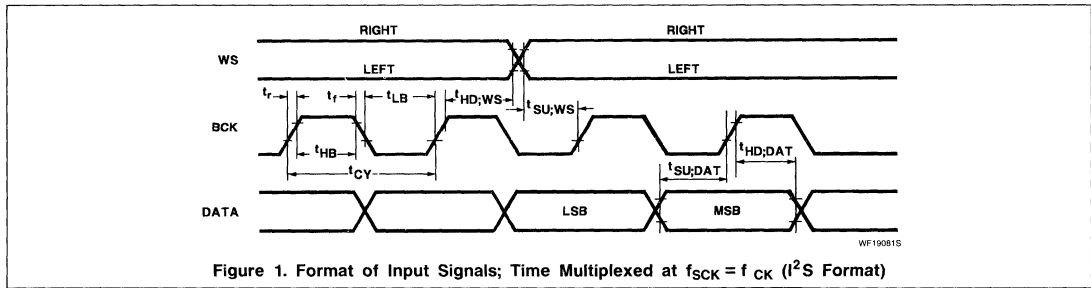 RIGHT RIGHT
WS
LEFT LEFT
tr tf tLB tHD;WS tSU;WS
BCK
tHB tHD;DAT
tCY tSU;DAT
DATA LSB MSB
WF19081S
Figure 1. Format of Input Signals; Time Multiplexed at fSCK = f CK (I²S Format)